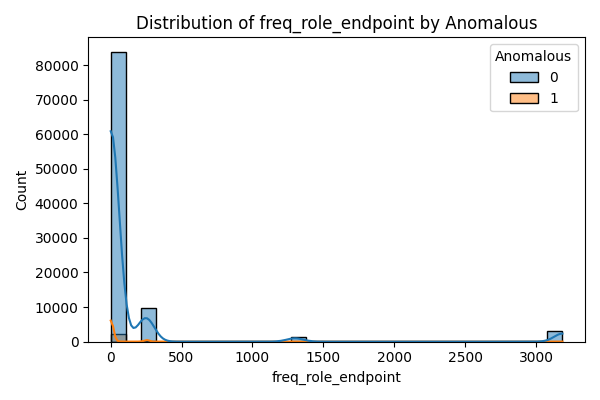 Distribution of freq_role_endpoint by Anomalous
Anomalous
0
1
80000
70000
60000
50000
40000
30000
20000
10000
0
Count
0 500 1000 1500 2000 2500 3000
freq_role_endpoint